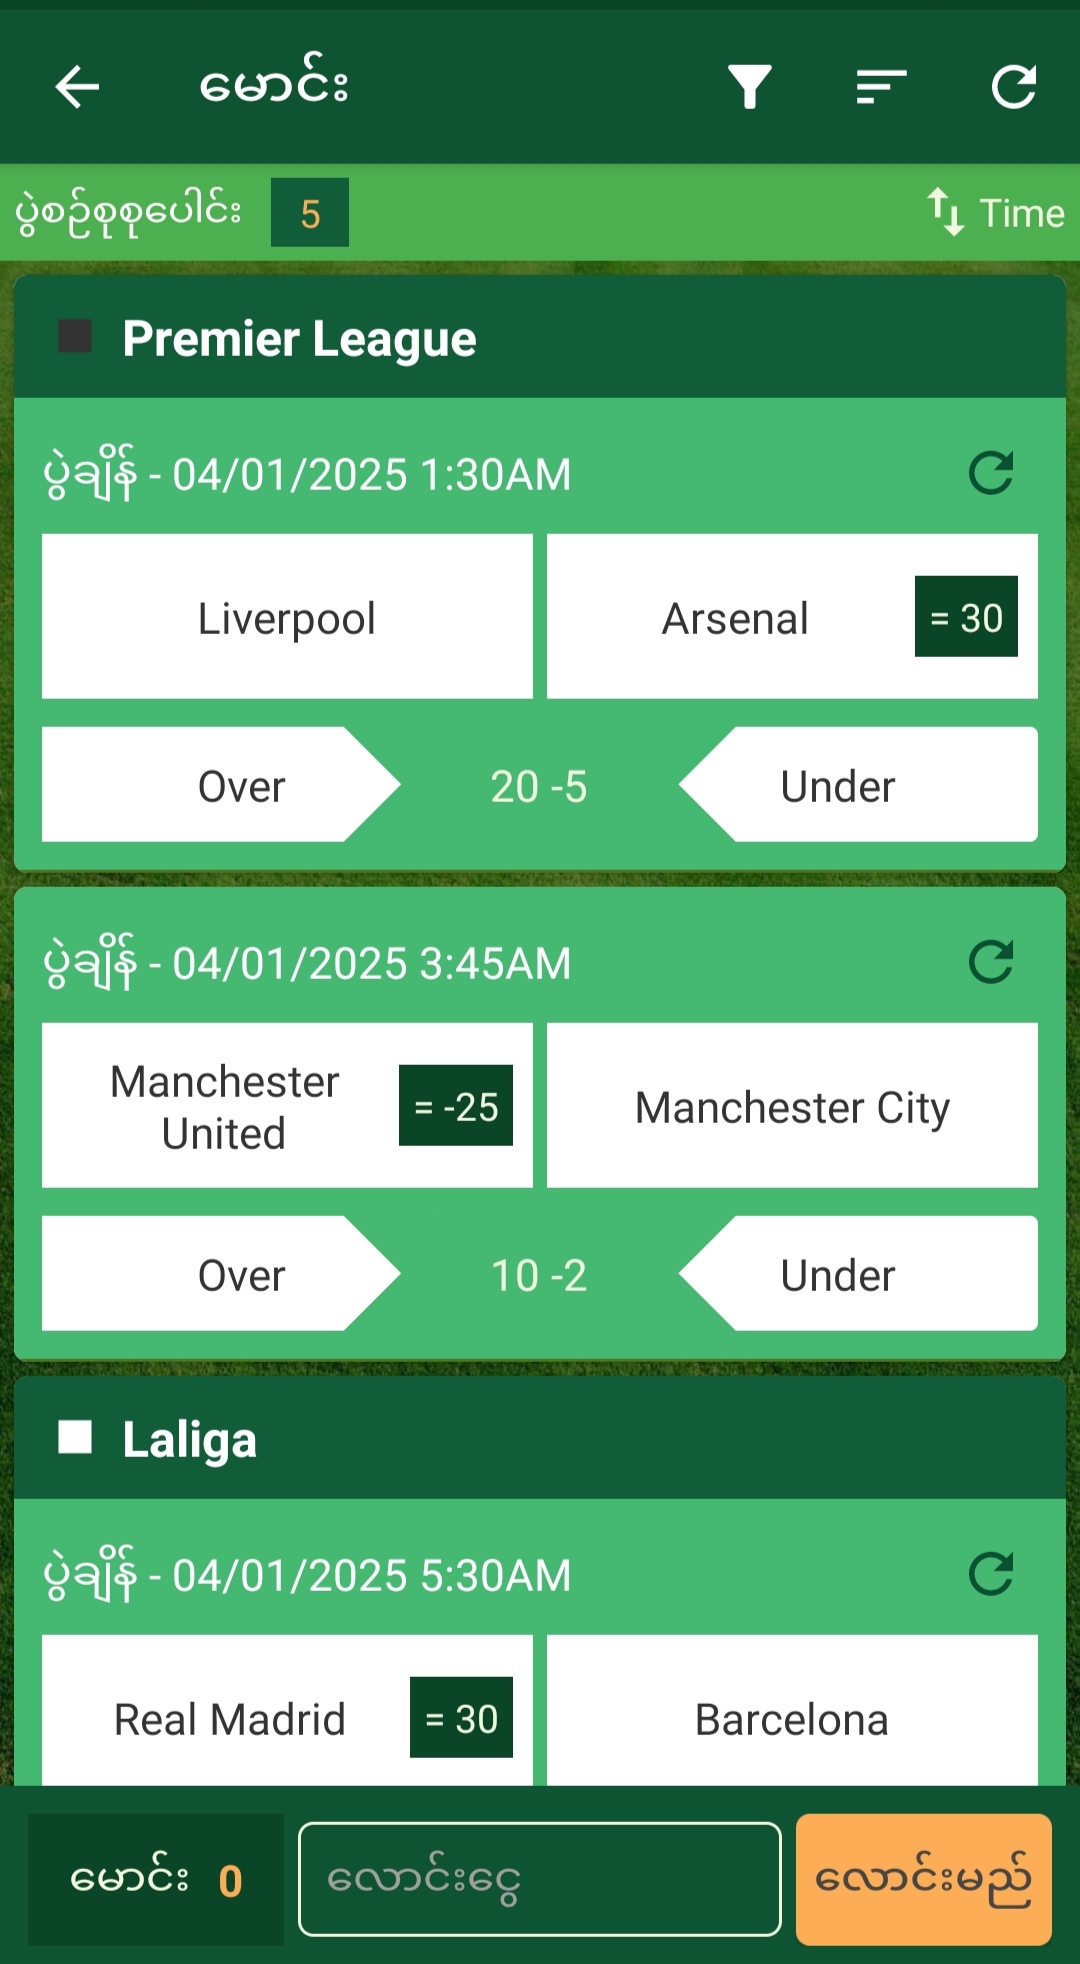 မောင်း
ပွဲစဉ်စုစုပေါင်း 5 Time
Premier League
ပွဲချိန် - 04/01/2025 1:30AM
Liverpool Arsenal = 30
Over 20 -5 Under
ပွဲချိန် - 04/01/2025 3:45AM
Manchester United = -25 Manchester City
Over 10 -2 Under
Laliga
ပွဲချိန် - 04/01/2025 5:30AM
Real Madrid = 30 Barcelona
မောင်း 0 လောင်းငွေ လောင်းမည်